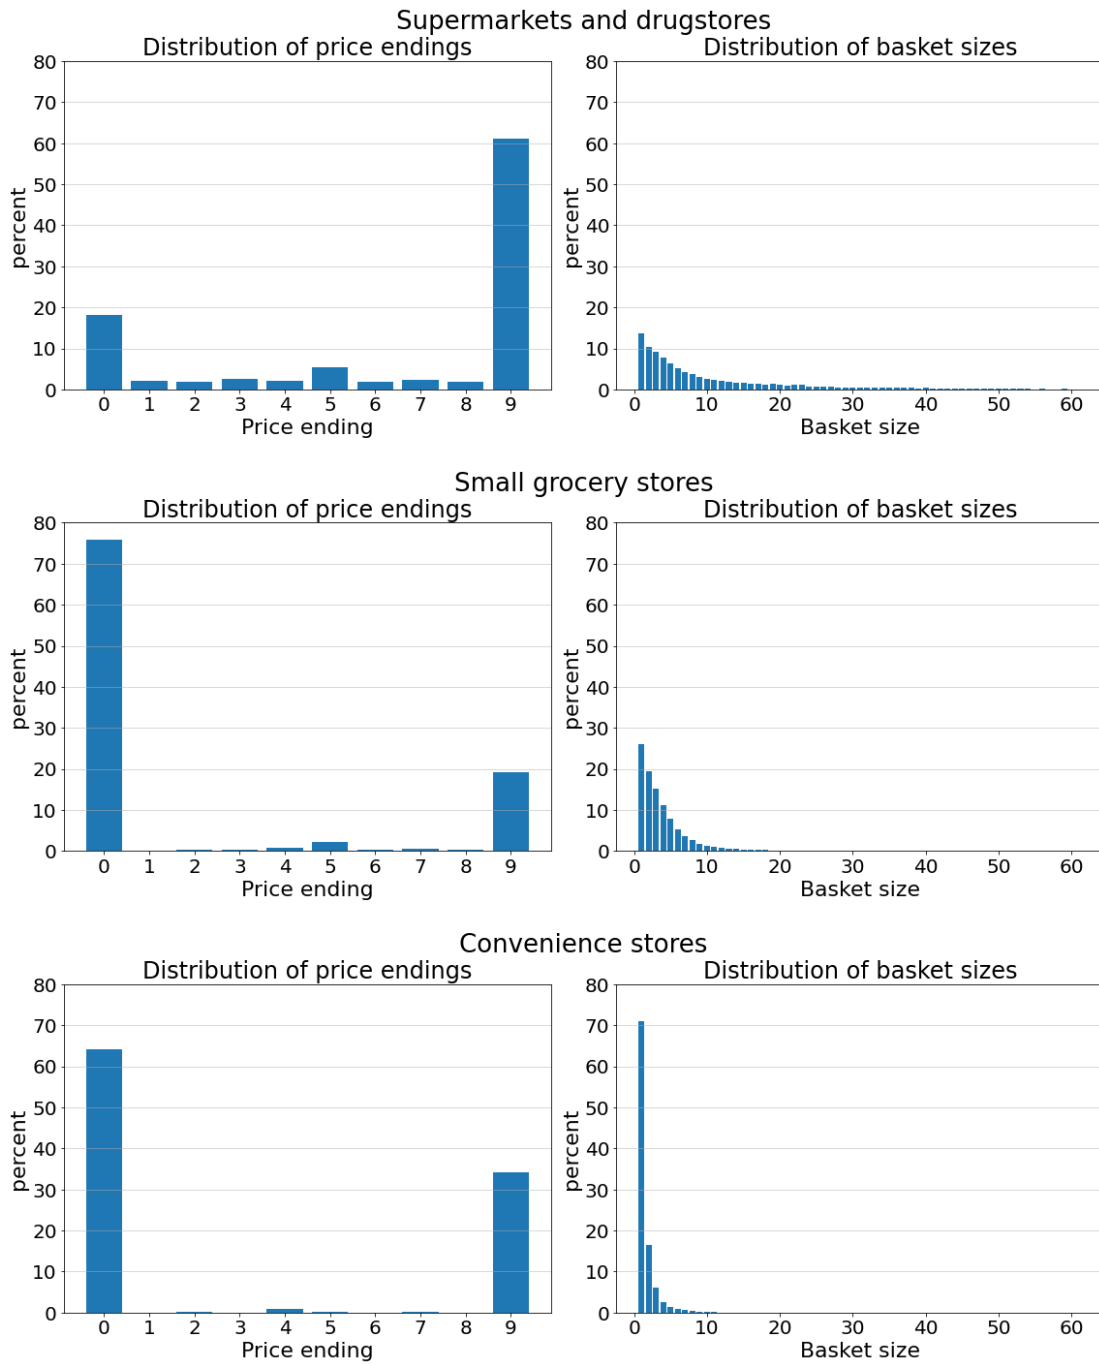 Supermarkets and drugstores
Distribution of price endings
80
70
60
50
40
30
20
10
0
percent
0 1 2 3 4 5 6 7 8 9
Price ending
Distribution of basket sizes
80
70
60
50
40
30
20
10
0
percent
0 10 20 30 40 50 60
Basket size
Small grocery stores
Distribution of price endings
80
70
60
50
40
30
20
10
0
percent
0 1 2 3 4 5 6 7 8 9
Price ending
Distribution of basket sizes
80
70
60
50
40
30
20
10
0
percent
0 10 20 30 40 50 60
Basket size
Convenience stores
Distribution of price endings
80
70
60
50
40
30
20
10
0
percent
0 1 2 3 4 5 6 7 8 9
Price ending
Distribution of basket sizes
80
70
60
50
40
30
20
10
0
percent
0 10 20 30 40 50 60
Basket size